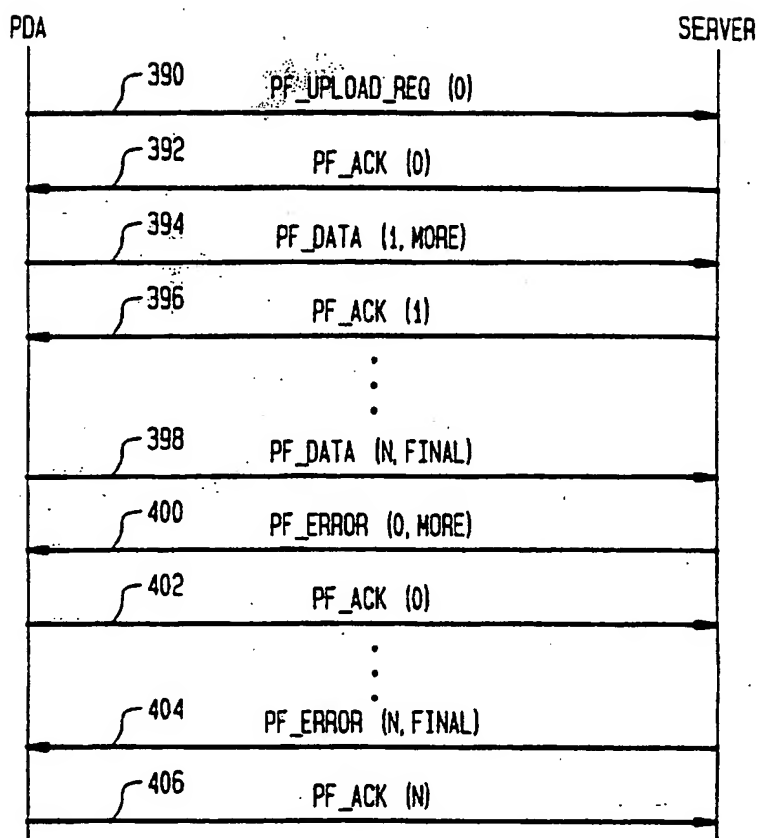 PDA SERVER
390 PF_UPLOAD_REQ (0)
392 PF_ACK (0)
394 PF_DATA (1, MORE)
396 PF_ACK (1)
398 PF_DATA (N, FINAL)
400 PF_ERROR (0, MORE)
402 PF_ACK (0)
404 PF_ERROR (N, FINAL)
406 PF_ACK (N)